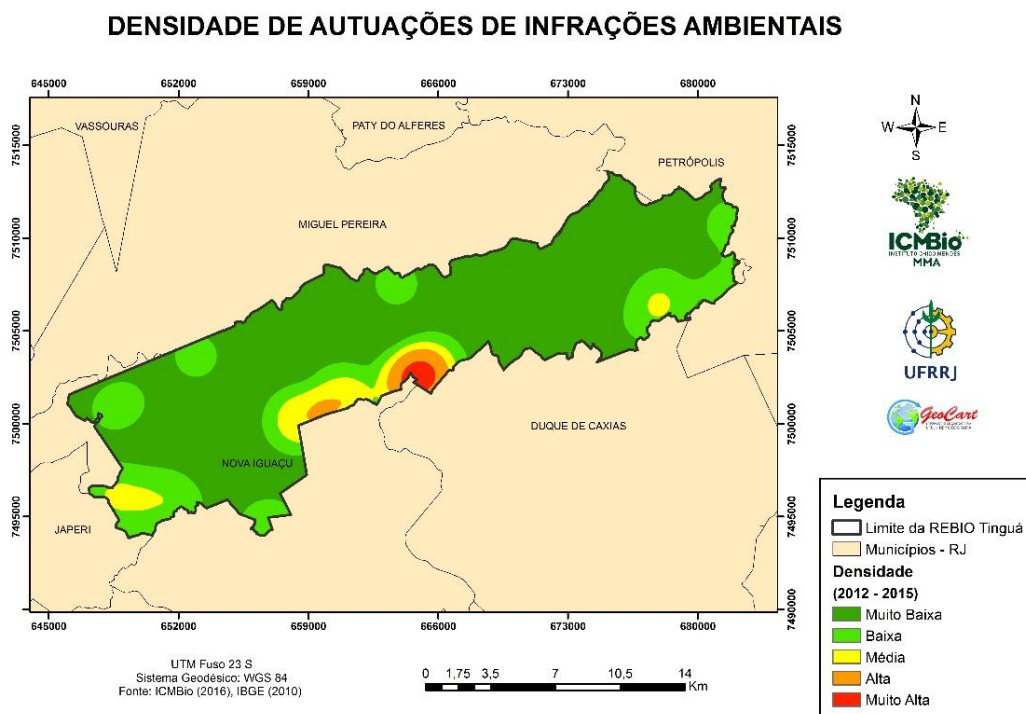 DENSIDADE DE AUTUAÇÕES DE INFRAÇÕES AMBIENTAIS
645000 652000 659000 666000 673000 680000
VASSOURAS
PATY DO ALFERES
PETRÓPOLIS
MIGUEL PEREIRA
DUQUE DE CAXIAS
NOVA IGUAÇU
JAPERI
7515000 7515000
7510000 7510000
7505000 7505000
7500000 7500000
7495000 7495000
7490000 7490000
645000 652000 659000 666000 673000 680000
N
W E
S
ICMBio
INSTITUTO CHICO MENDES
MMA
UFRRJ
GeoCart
Legenda
Limite da REBIO Tinguá
Municípios - RJ
Densidade
(2012 - 2015)
Muito Baixa
Baixa
Média
Alta
Muito Alta
UTM Fuso 23 S
Sistema Geodésico: WGS 84
Fonte: ICMBio (2016), IBGE (2010)
0 1,75 3,5 7 10,5 14
Km